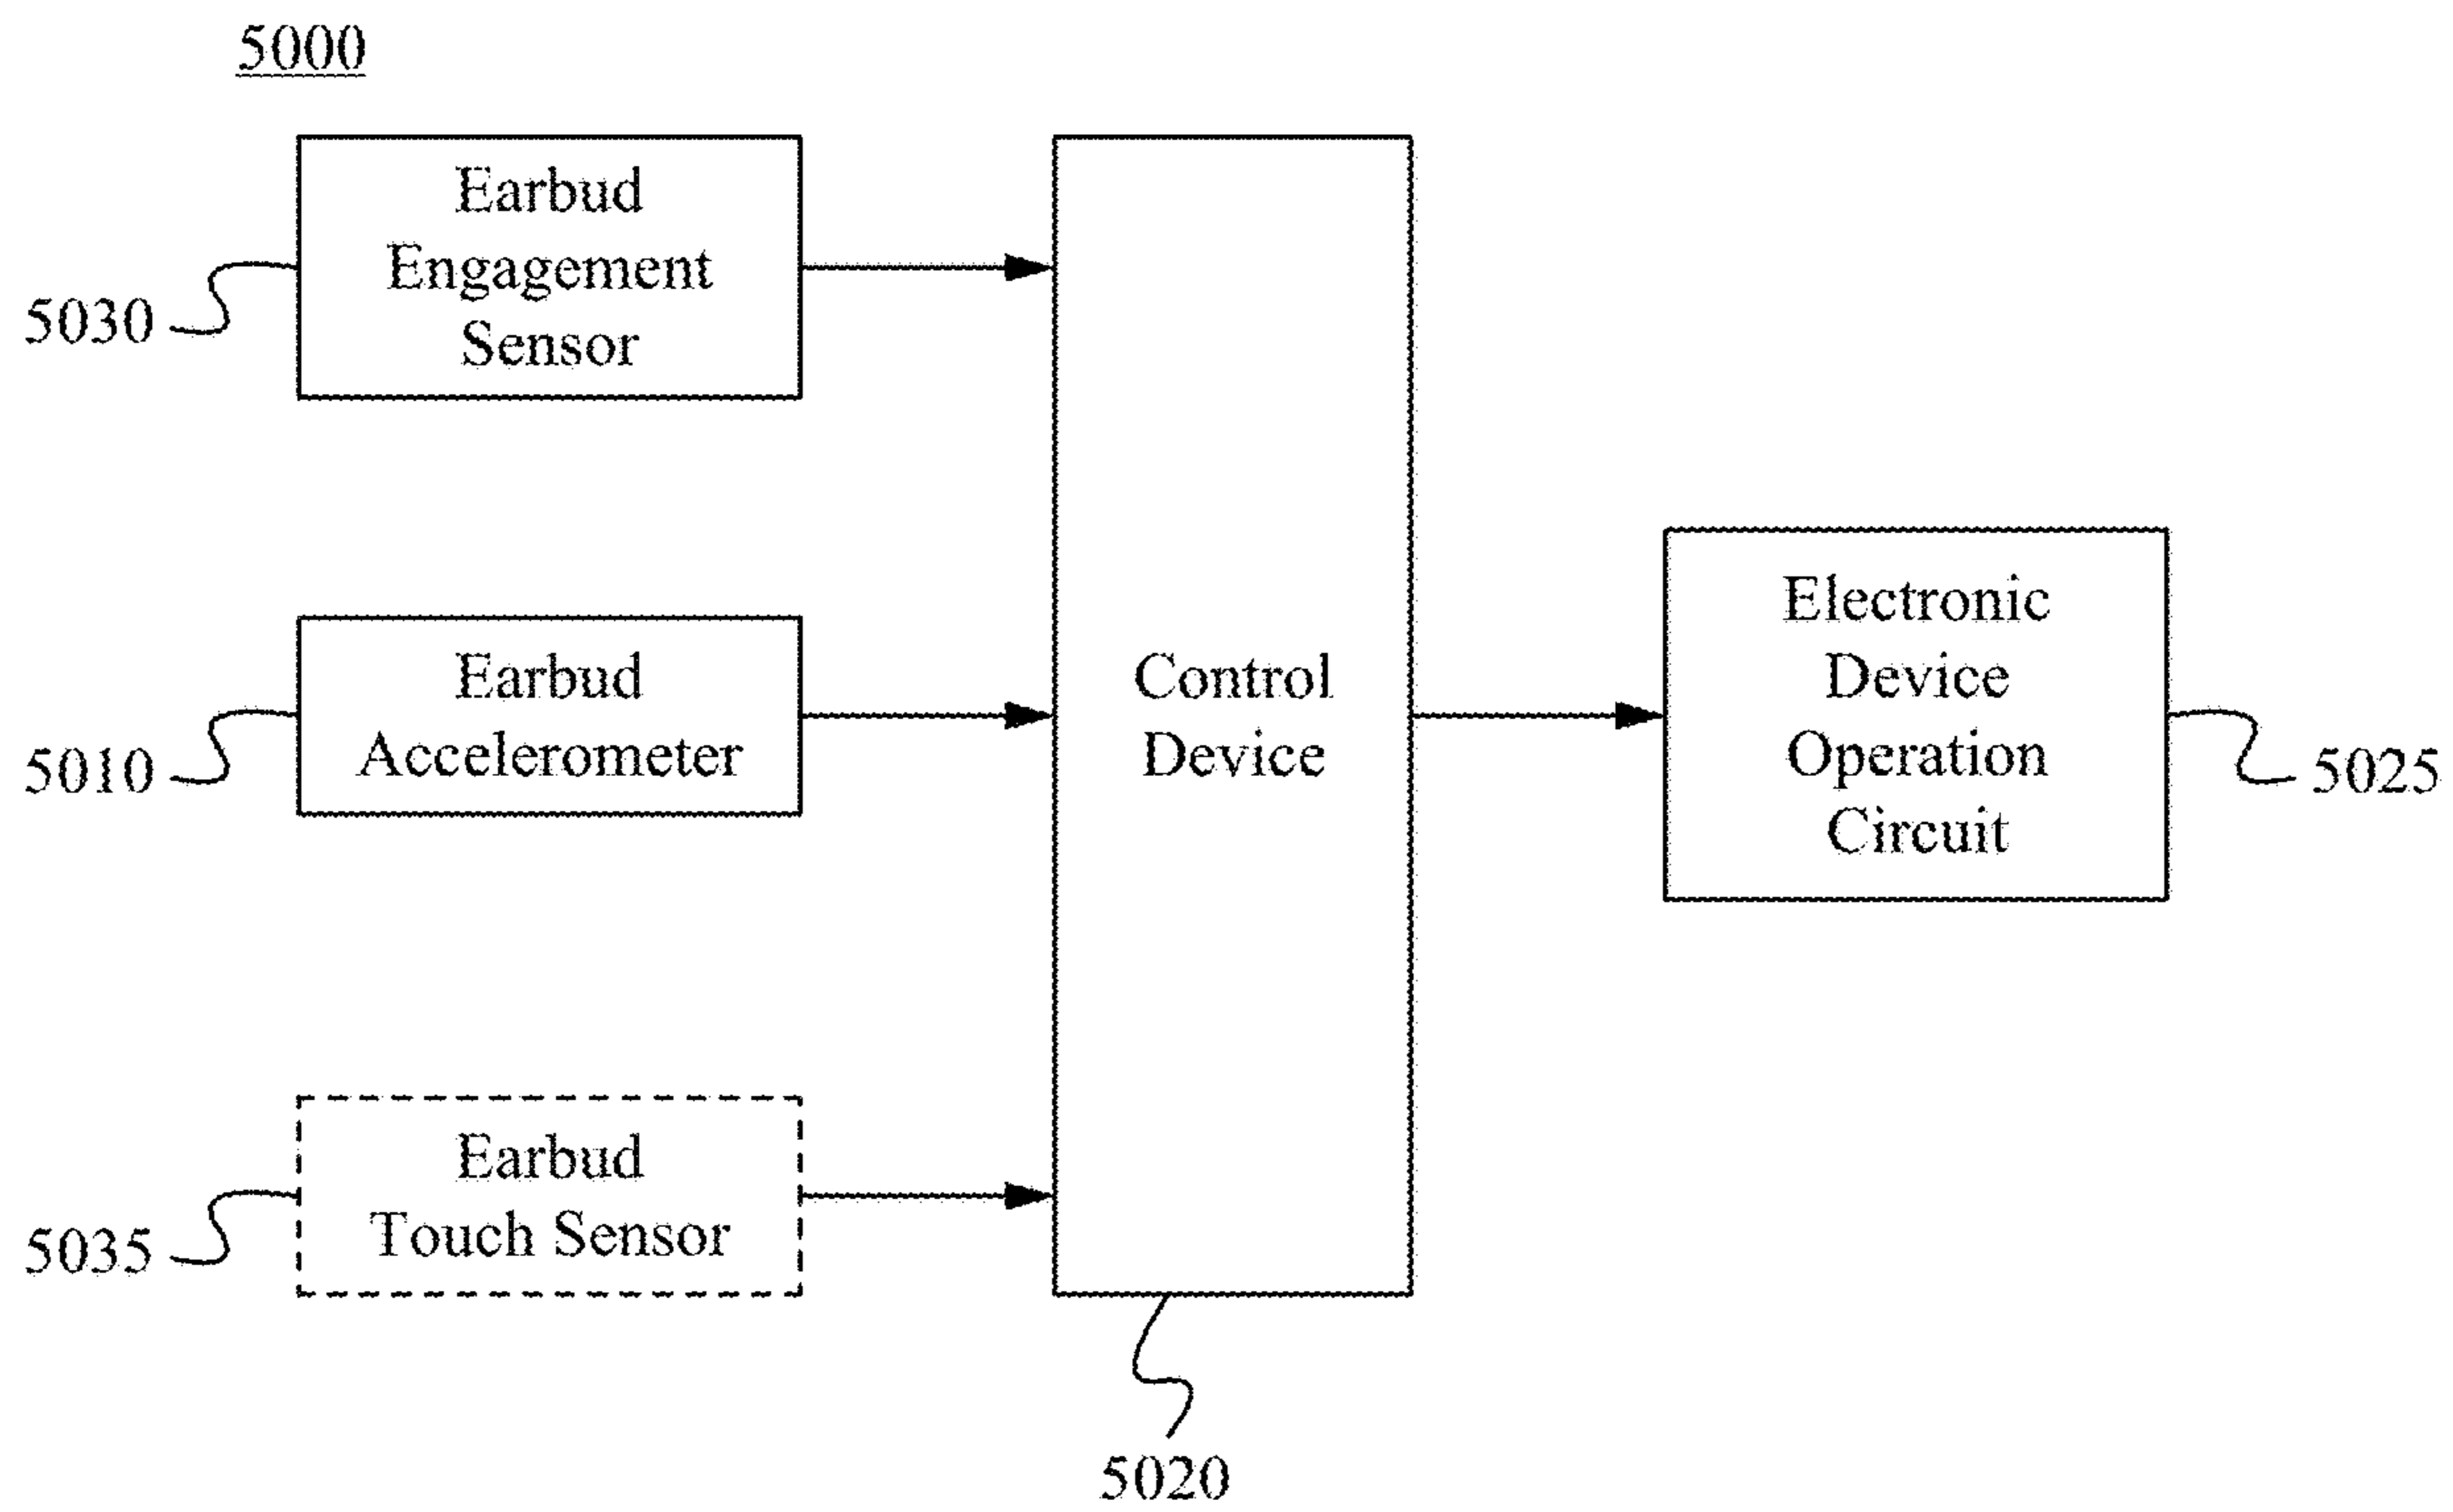 5000
Earbud
Engagement
Sensor
5030
Earbud
Accelerometer
5010
Earbud
Touch Sensor
5035
Control
Device
5020
Electronic
Device
Operation
Circuit
5025